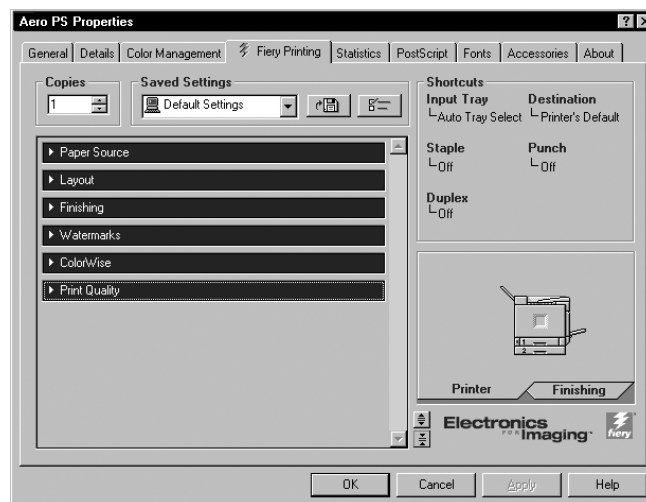 Aero PS Properties
General Details Color Management Fiery Printing Statistics PostScript Fonts Accessories About
Copies
1
Saved Settings
Default Settings
Paper Source
Layout
Finishing
Watermarks
ColorWise
Print Quality
Shortcuts
Input Tray Destination
Auto Tray Select Printer's Default
Staple Punch
Off Off
Duplex
Off
1
2
Printer Finishing
Electronics
FOR Imaging
fiery
OK Cancel Apply Help